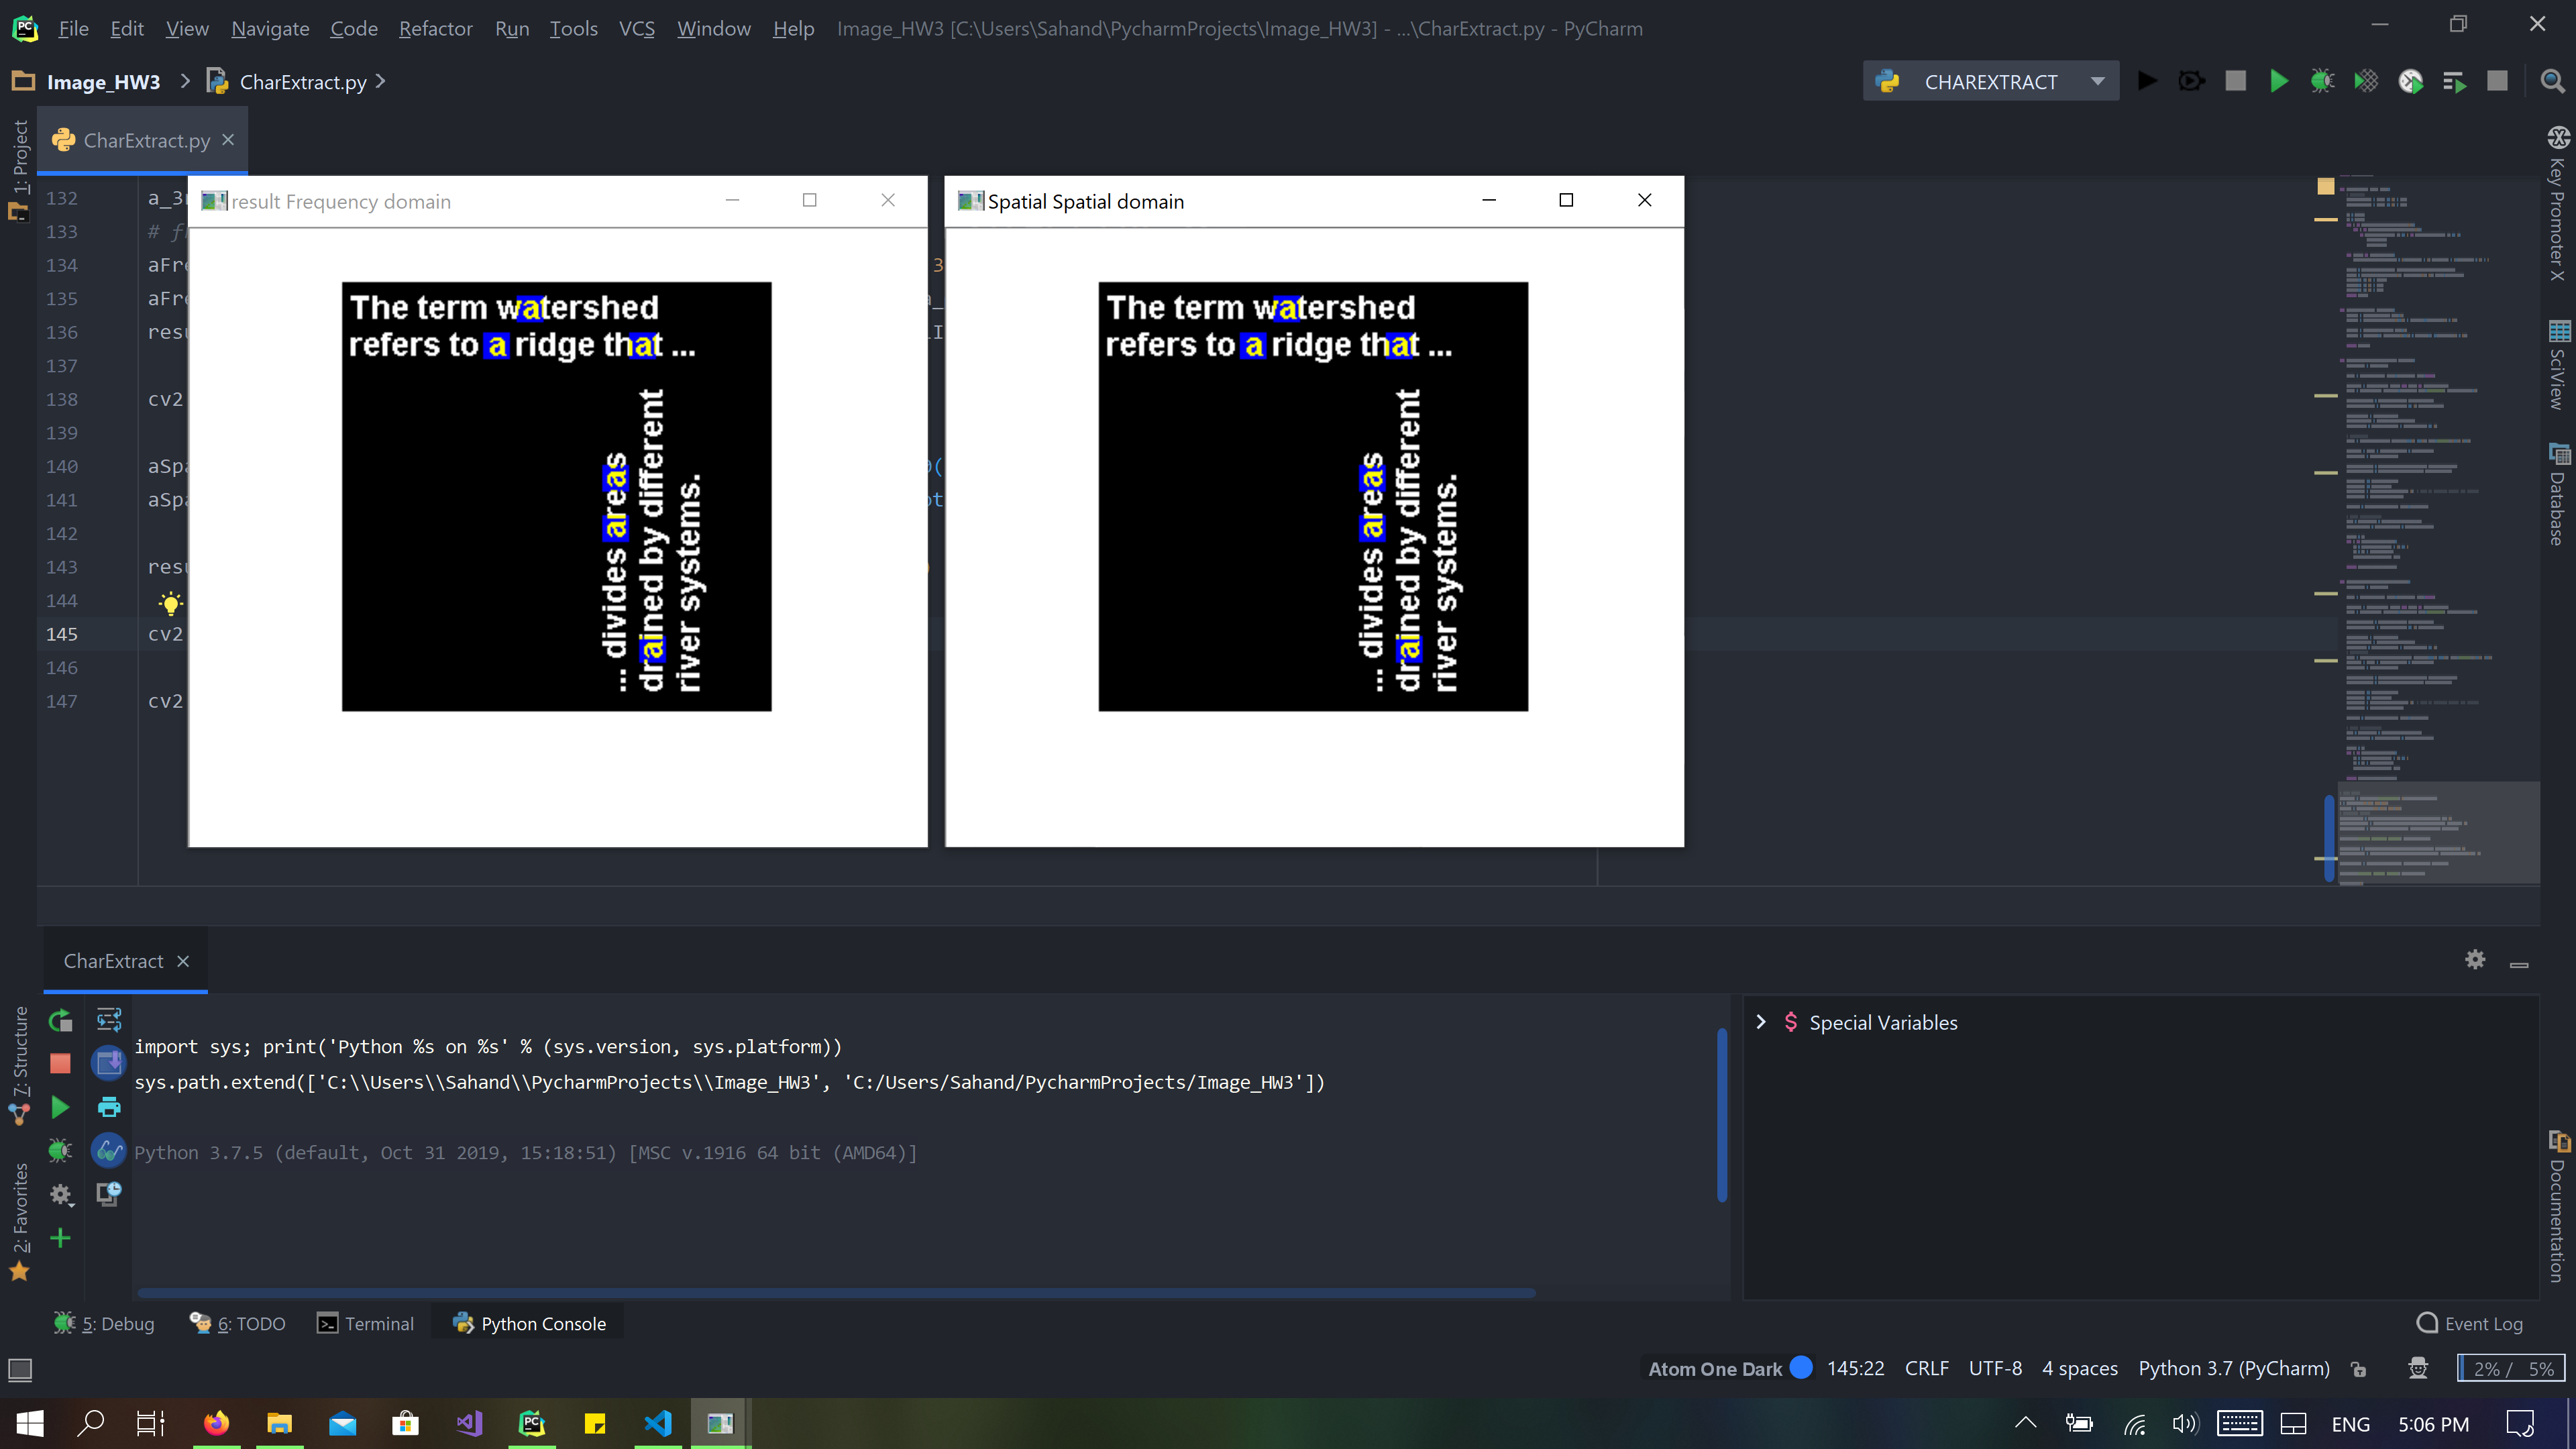 File Edit View Navigate Code Refactor Run Tools VCS Window Help Image_HW3 [C:\Users\Sahand\PycharmProjects\Image_HW3] - ...\CharExtract.py - PyCharm
Image_HW3 CharExtract.py CHAREXTRACT
1: Project
CharExtract.py
Key Promoter X
SciView
Database
Documentation
result Frequency domain
The term watershed
refers to a ridge that ...
... divides areas
drained by different
river systems.
Spatial Spatial domain
The term watershed
refers to a ridge that ...
... divides areas
drained by different
river systems.
132
133 #
134 aFre 3
135 aFre
136 resu
137
138 cv2
139
140 aSpa
141 aSpa
142
143 resu
144
145 cv2
146
147 cv2
CharExtract
7: Structure
2: Favorites
import sys; print('Python %s on %s' % (sys.version, sys.platform))
sys.path.extend(['C:\\Users\\Sahand\\PycharmProjects\\Image_HW3', 'C:/Users/Sahand/PycharmProjects/Image_HW3'])
Python 3.7.5 (default, Oct 31 2019, 15:18:51) [MSC v.1916 64 bit (AMD64)]
Special Variables
5: Debug 6: TODO Terminal Python Console Event Log
Atom One Dark 145:22 CRLF UTF-8 4 spaces Python 3.7 (PyCharm) 2% / 5%
ENG 5:06 PM